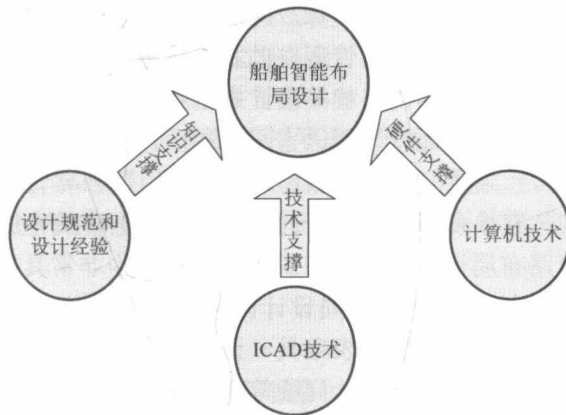 船舶智能布
局设计
知识支撑
技术支撑
硬件支撑
设计规范和
设计经验
计算机技术
ICAD技术